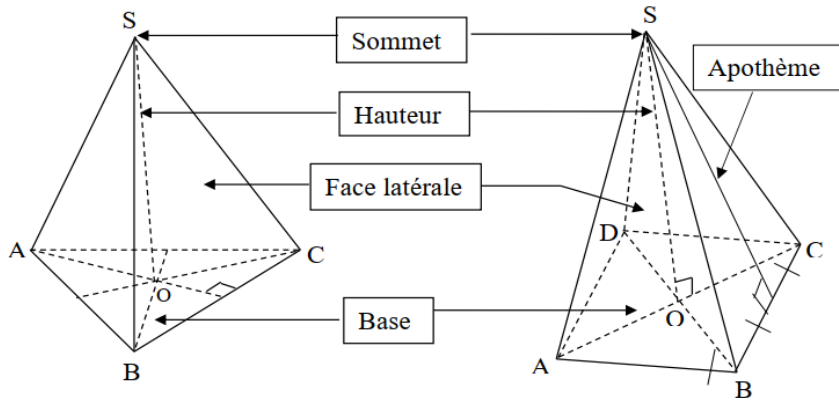 S
Sommet
S
Apothème
Hauteur
Face latérale
A
C
D
C
O
O
Base
B
A
B